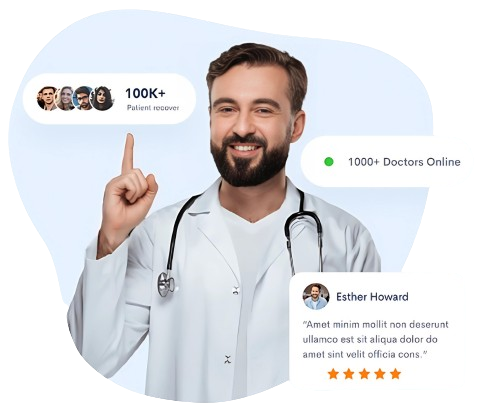 100K+
Patient recover
1000+ Doctors Online
Esther Howard
“Amet minim mollit non deserunt
ullamco est sit aliqua dolor do
amet sint velit officia cons.”